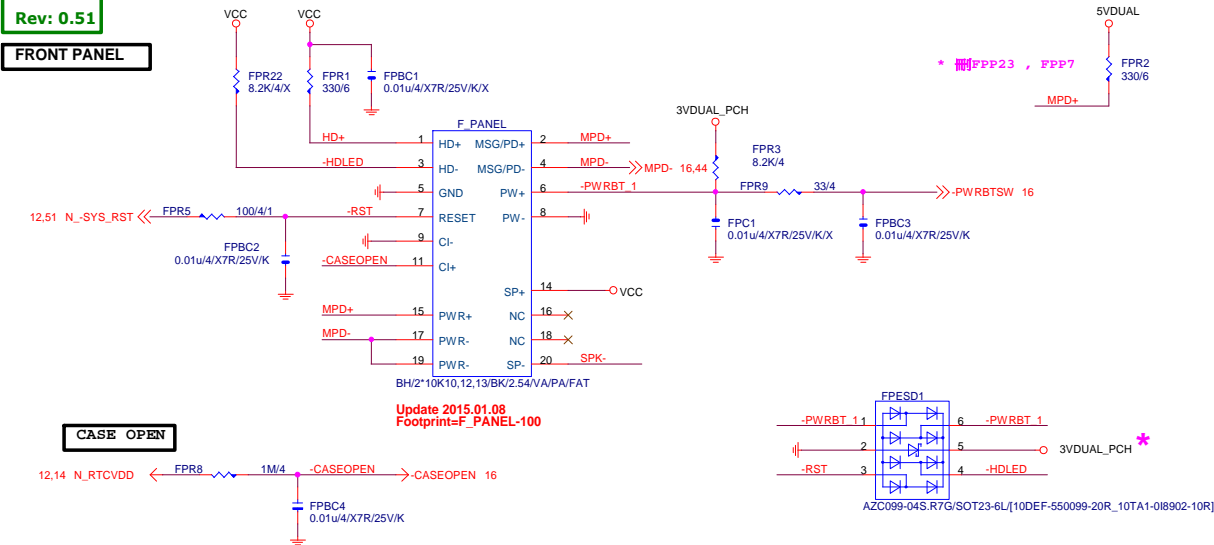 Rev: 0.51
FRONT PANEL
VCC
VCC
5VDUAL
FPR22
8.2K/4/X
FPR1
330/6
FPBC1
0.01u/4/X7R/25V/K/X
* 刪FPP23 , FPP7
FPR2
330/6
MPD+
3VDUAL_PCH
F_PANEL
HD+ 1 HD+ MSG/PD+ 2 MPD+
-HDLED 3 HD- MSG/PD- 4 MPD- MPD- 16,44
FPR3
8.2K/4
5 GND PW+ 6 -PWRBT_1
FPR9 33/4
-PWRBTSW 16
12,51 N_-SYS_RST FPR5 100/4/1 -RST 7 RESET PW- 8
FPC1
0.01u/4/X7R/25V/K/X
FPBC3
0.01u/4/X7R/25V/K
9 CI-
FPBC2
0.01u/4/X7R/25V/K
-CASEOPEN 11 CI+
SP+ 14 VCC
MPD+ 15 PWR+ NC 16
MPD- 17 PWR- NC 18
19 PWR- SP- 20 SPK-
BH/2*10K10,12,13/BK/2.54/VA/PA/FAT
Update 2015.01.08
Footprint=F_PANEL-100
CASE OPEN
12,14 N_RTCVDD FPR8 1M/4 -CASEOPEN -CASEOPEN 16
FPBC4
0.01u/4/X7R/25V/K
FPESD1
-PWRBT_1 1 6 -PWRBT_1
2 5 3VDUAL_PCH *
-RST 3 4 -HDLED
AZC099-04S.R7G/SOT23-6L/[10DEF-550099-20R_10TA1-0I8902-10R]